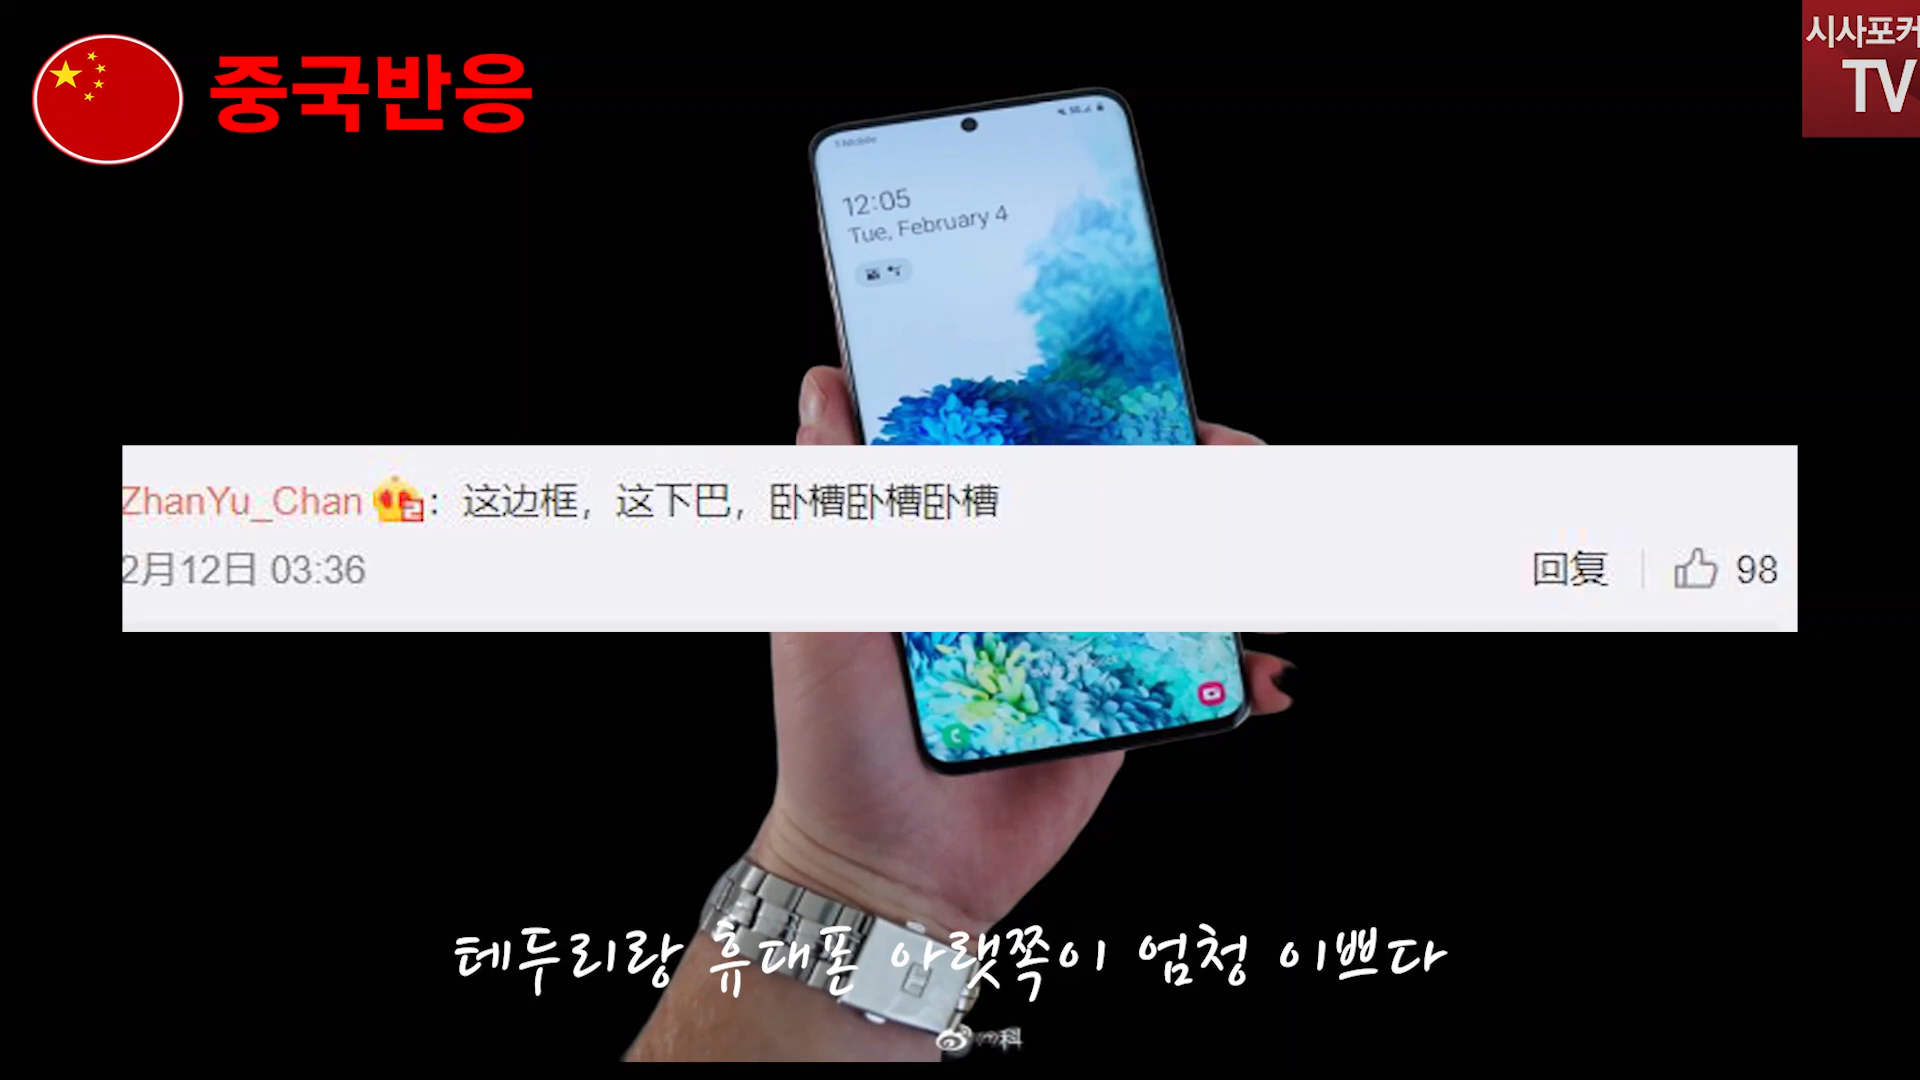 중국반응
시사포커
TV
12:05
Tue, February 4
ZhanYu_Chan : 这边框，这下巴，卧槽卧槽卧槽
2月12日 03:36
回复
98
테두리랑 휴대폰 아랫쪽이 엄청 이쁘다